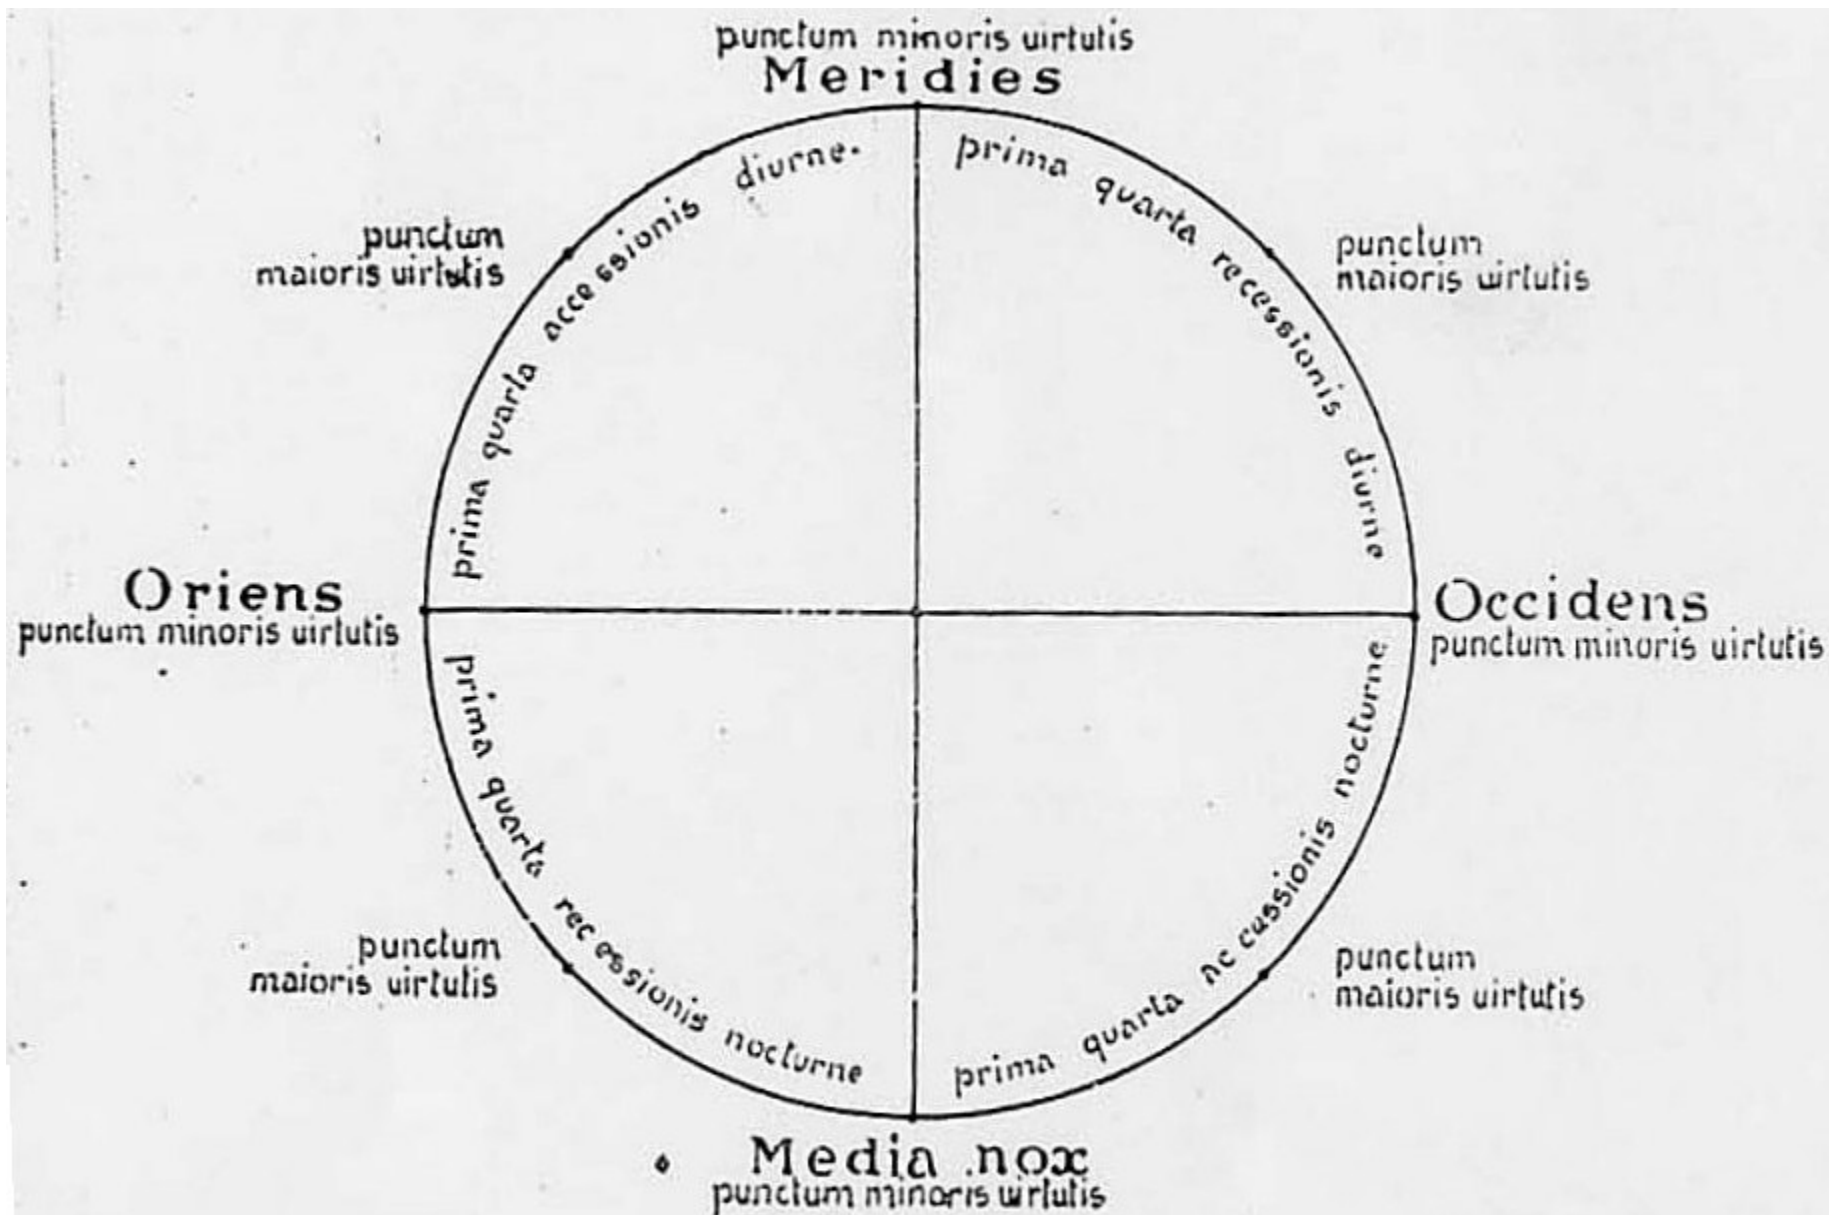 punctum minoris uirtutis
Meridies
prima quarta accessionis diurne.
prima quarta recessionis diurne
punctum
maioris uirtutis
punctum
maioris uirtutis
Oriens
punctum minoris uirtutis
Occidens
punctum minoris uirtutis
prima quarta recessionis nocturne
prima quarta accussionis nocturne
punctum
maioris uirtutis
punctum
maioris uirtutis
Media nox
punctum minoris uirtutis